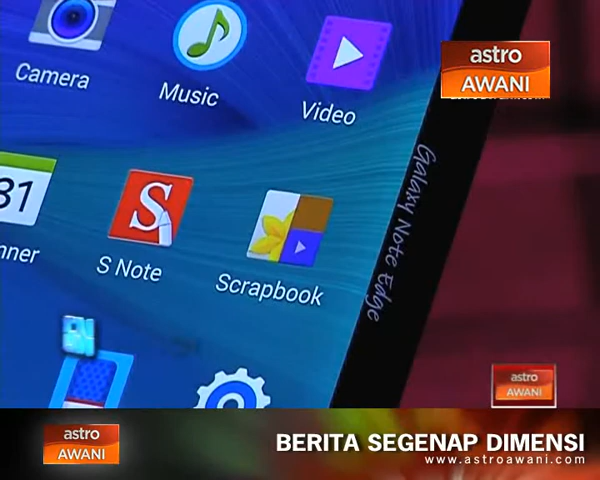 Camera
Music
Video
astro
AWANI
31
nner
S Note
Scrapbook
Galaxy Note Edge
astro
AWANI
astro
AWANI
BERITA SEGENAP DIMENSI
www.astroawani.com